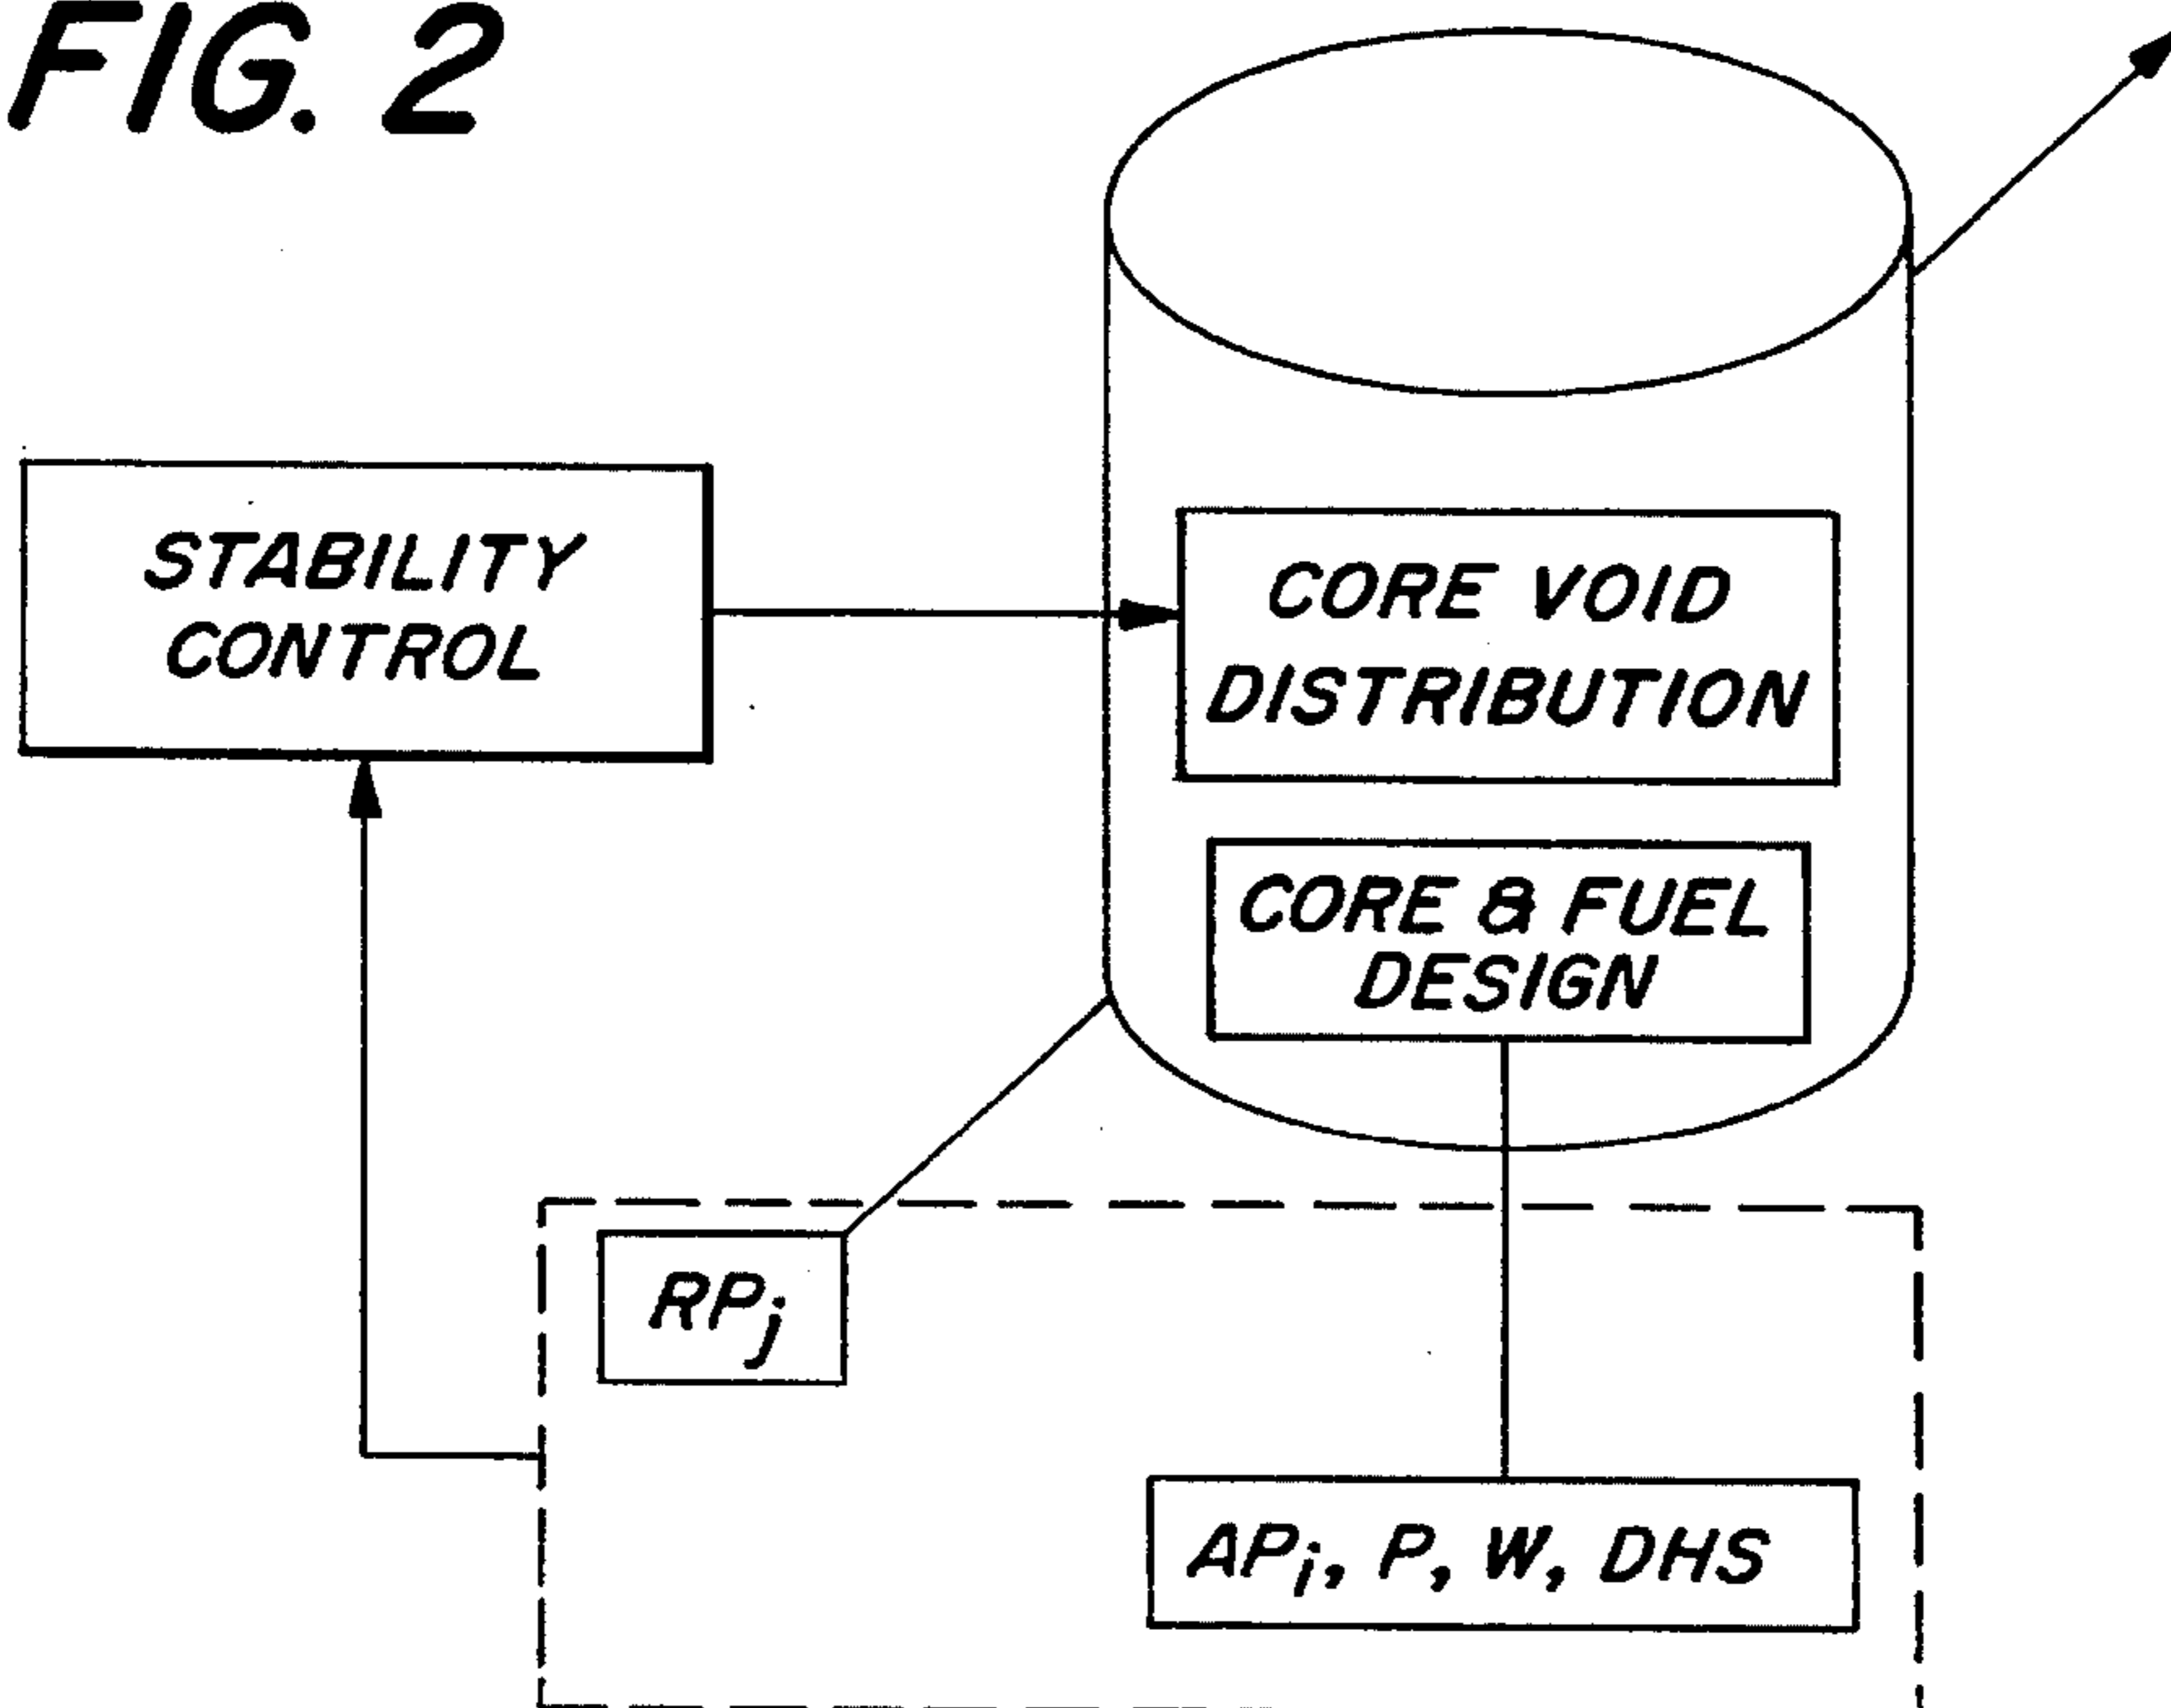 FIG. 2
STABILITY
CONTROL
CORE VOID
DISTRIBUTION
CORE & FUEL
DESIGN
RPj
APi, P, W, DHS